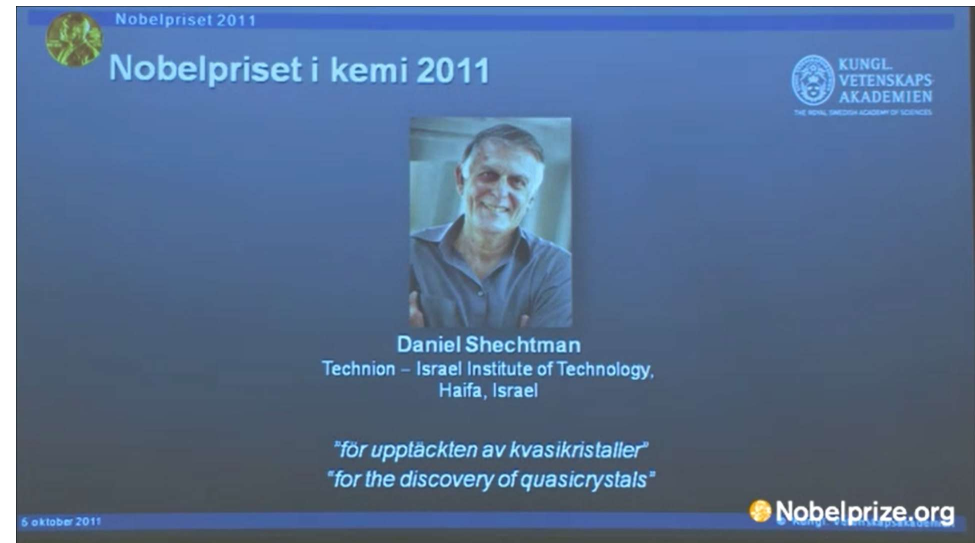 Nobelpriset 2011
Nobelpriset i kemi 2011
KUNGL.
VETENSKAPS-
AKADEMIEN
THE ROYAL SWEDISH ACADEMY OF SCIENCES
Daniel Shechtman
Technion – Israel Institute of Technology,
Haifa, Israel
"för upptäckten av kvasikristaller"
"for the discovery of quasicrystals"
Nobelprize.org
5 oktober 2011